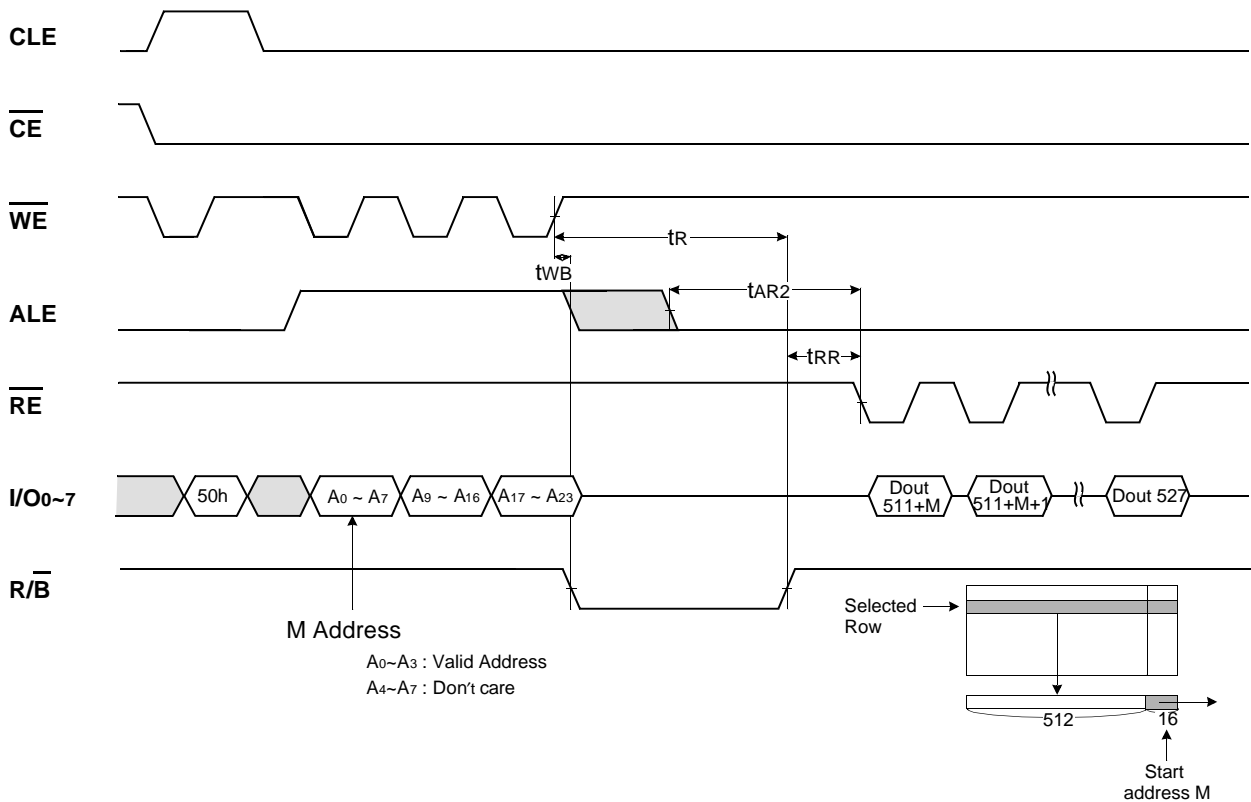 CLE
CE
WE
tR
tWB
ALE
tAR2
tRR
RE
I/O0~7
50h
A0 ~ A7
A9 ~ A16
A17 ~ A23
Dout
511+M
Dout
511+M+1
Dout 527
R/B
M Address
A0~A3 : Valid Address
A4~A7 : Don't care
Selected
Row
512
16
Start
address M